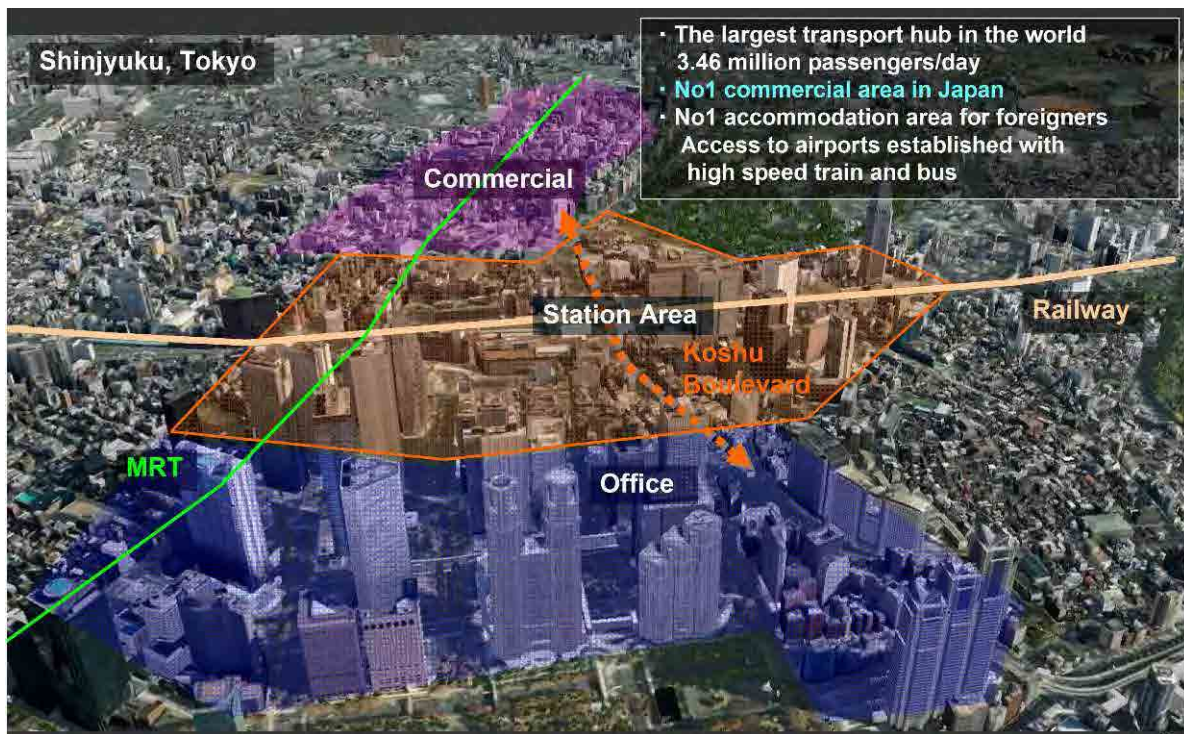 Shinjyuku, Tokyo
・The largest transport hub in the world
3.46 million passengers/day
・No1 commercial area in Japan
・No1 accommodation area for foreigners
Access to airports established with
high speed train and bus
Commercial
Station Area
Railway
Koshu
Boulevard
MRT
Office